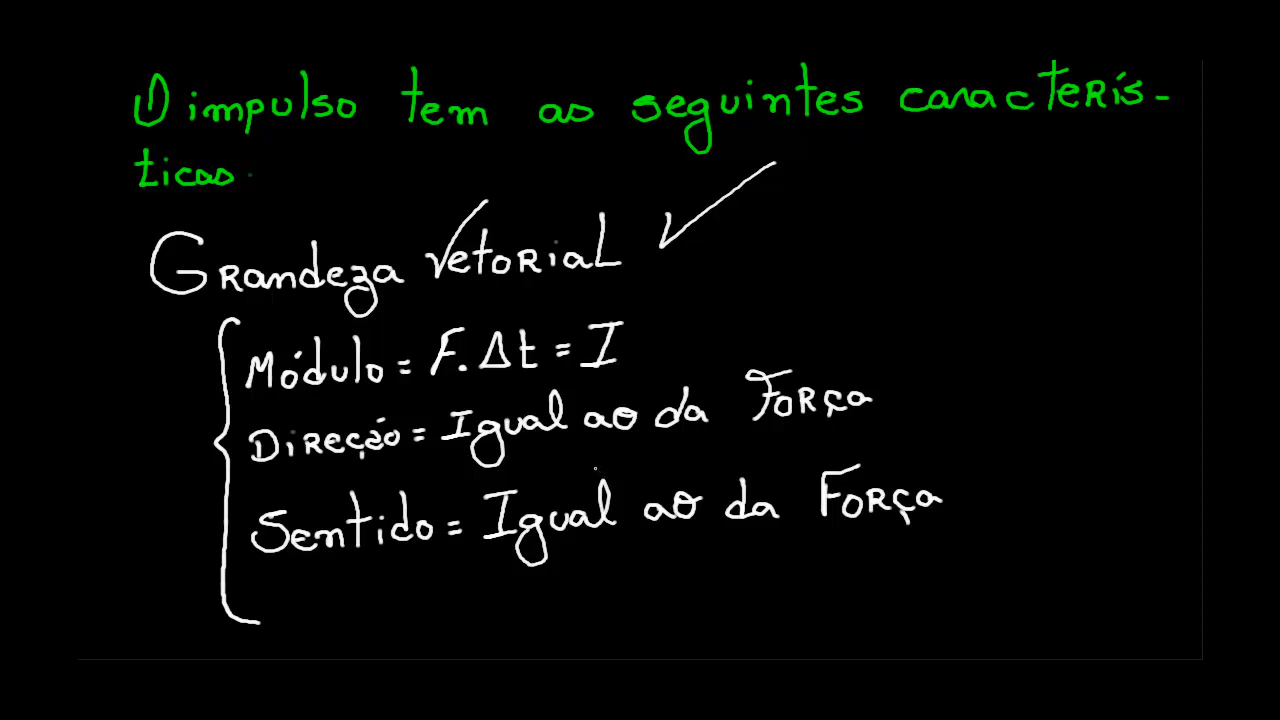 O impulso tem as seguintes caracterís-
ticas
Grandeza vetorial
Módulo = F. Δt = I
Direção = Igual ao da Força
Sentido = Igual ao da Força